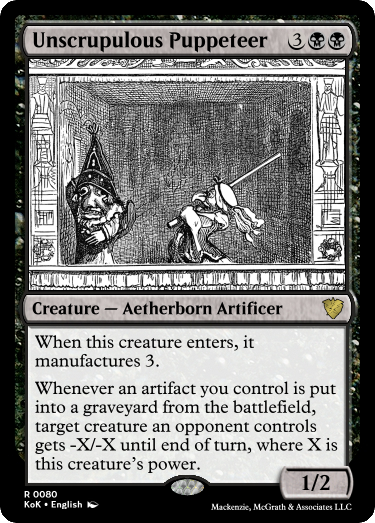 Unscrupulous Puppeteer 3
Creature — Aetherborn Artificer
When this creature enters, it
manufactures 3.
Whenever an artifact you control is put
into a graveyard from the battlefield,
target creature an opponent controls
gets -X/-X until end of turn, where X is
this creature's power.
1/2
R 0080
KoK • English
Mackenzie, McGrath & Associates LLC